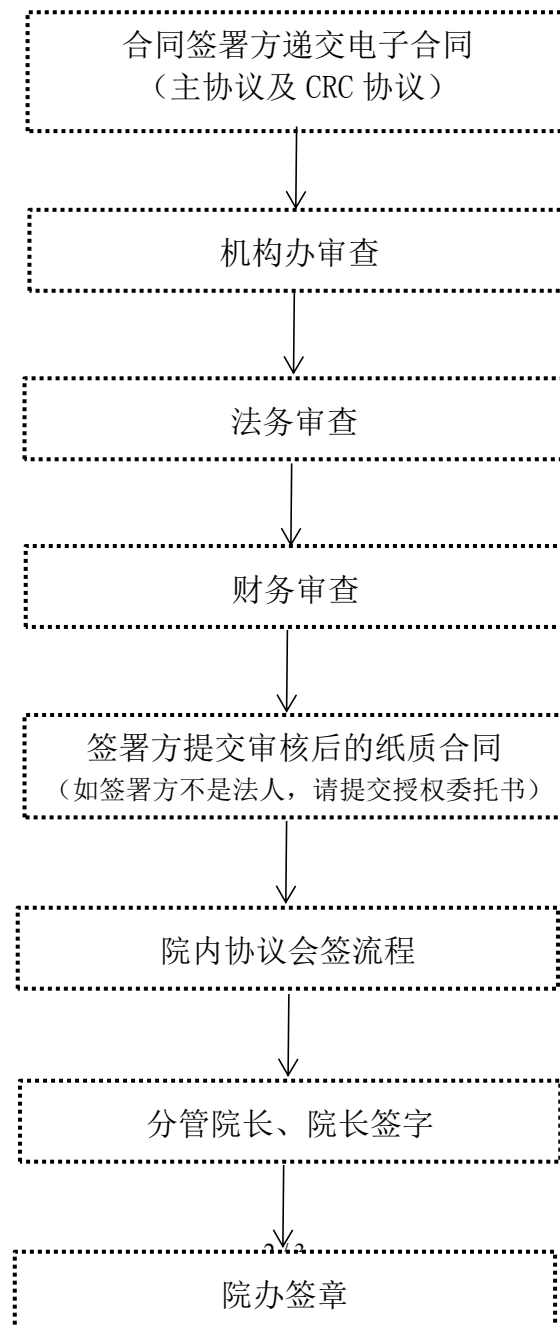 合同签署方递交电子合同
（主协议及 CRC 协议）
机构办审查
法务审查
财务审查
签署方提交审核后的纸质合同
（如签署方不是法人，请提交授权委托书）
院内协议会签流程
分管院长、院长签字
院办签章